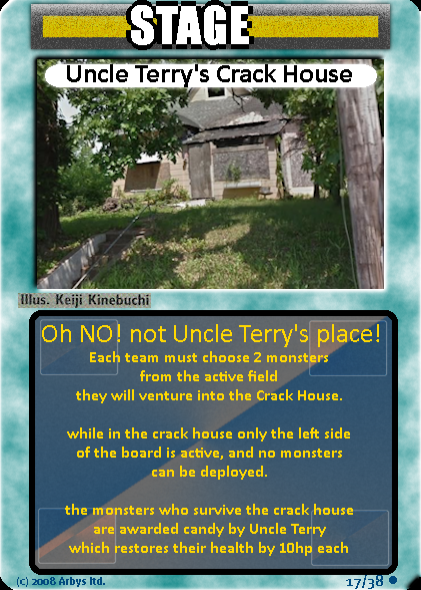 STAGE
Uncle Terry's Crack House
Illus. Keiji Kinebuchi
Oh NO! not Uncle Terry's place!
Each team must choose 2 monsters
from the active field
they will venture into the Crack House.
while in the crack house only the left side
of the board is active, and no monsters
can be deployed.
the monsters who survive the crack house
are awarded candy by Uncle Terry
which restores their health by 10hp each
(c) 2008 Arbys ltd.
17/38 ●